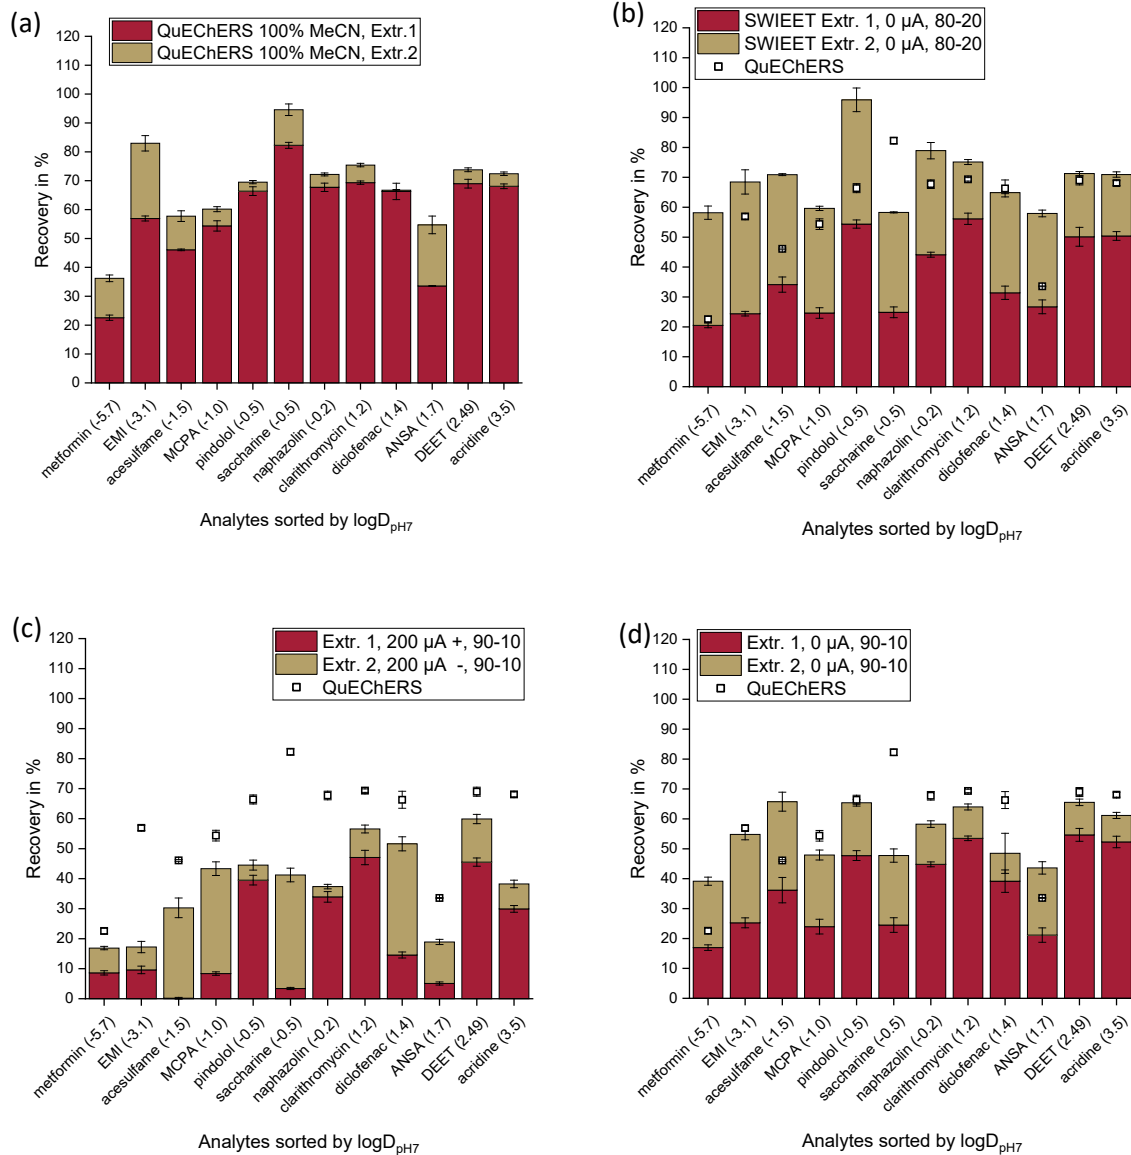 (a)
QuEChERS 100% MeCN, Extr.1
QuEChERS 100% MeCN, Extr.2
120
110
100
90
80
70
60
50
40
30
20
10
0
Recovery in %
metformin (-5.7)
EMI (-3.1)
acesulfame (-1.5)
MCPA (-1.0)
pindolol (-0.5)
saccharine (-0.5)
naphazolin (-0.2)
clarithromycin (1.2)
diclofenac (1.4)
ANSA (1.7)
DEET (2.49)
acridine (3.5)
Analytes sorted by logD_pH7
(b)
SWIEET Extr. 1, 0 µA, 80-20
SWIEET Extr. 2, 0 µA, 80-20
QuEChERS
120
110
100
90
80
70
60
50
40
30
20
10
0
Recovery in %
metformin (-5.7)
EMI (-3.1)
acesulfame (-1.5)
MCPA (-1.0)
pindolol (-0.5)
saccharine (-0.5)
naphazolin (-0.2)
clarithromycin (1.2)
diclofenac (1.4)
ANSA (1.7)
DEET (2.49)
acridine (3.5)
Analytes sorted by logD_pH7
(c)
Extr. 1, 200 µA +, 90-10
Extr. 2, 200 µA -, 90-10
QuEChERS
120
110
100
90
80
70
60
50
40
30
20
10
0
Recovery in %
metformin (-5.7)
EMI (-3.1)
acesulfame (-1.5)
MCPA (-1.0)
pindolol (-0.5)
saccharine (-0.5)
naphazolin (-0.2)
clarithromycin (1.2)
diclofenac (1.4)
ANSA (1.7)
DEET (2.49)
acridine (3.5)
Analytes sorted by logD_pH7
(d)
Extr. 1, 0 µA, 90-10
Extr. 2, 0 µA, 90-10
QuEChERS
120
110
100
90
80
70
60
50
40
30
20
10
0
Recovery in %
metformin (-5.7)
EMI (-3.1)
acesulfame (-1.5)
MCPA (-1.0)
pindolol (-0.5)
saccharine (-0.5)
naphazolin (-0.2)
clarithromycin (1.2)
diclofenac (1.4)
ANSA (1.7)
DEET (2.49)
acridine (3.5)
Analytes sorted by logD_pH7